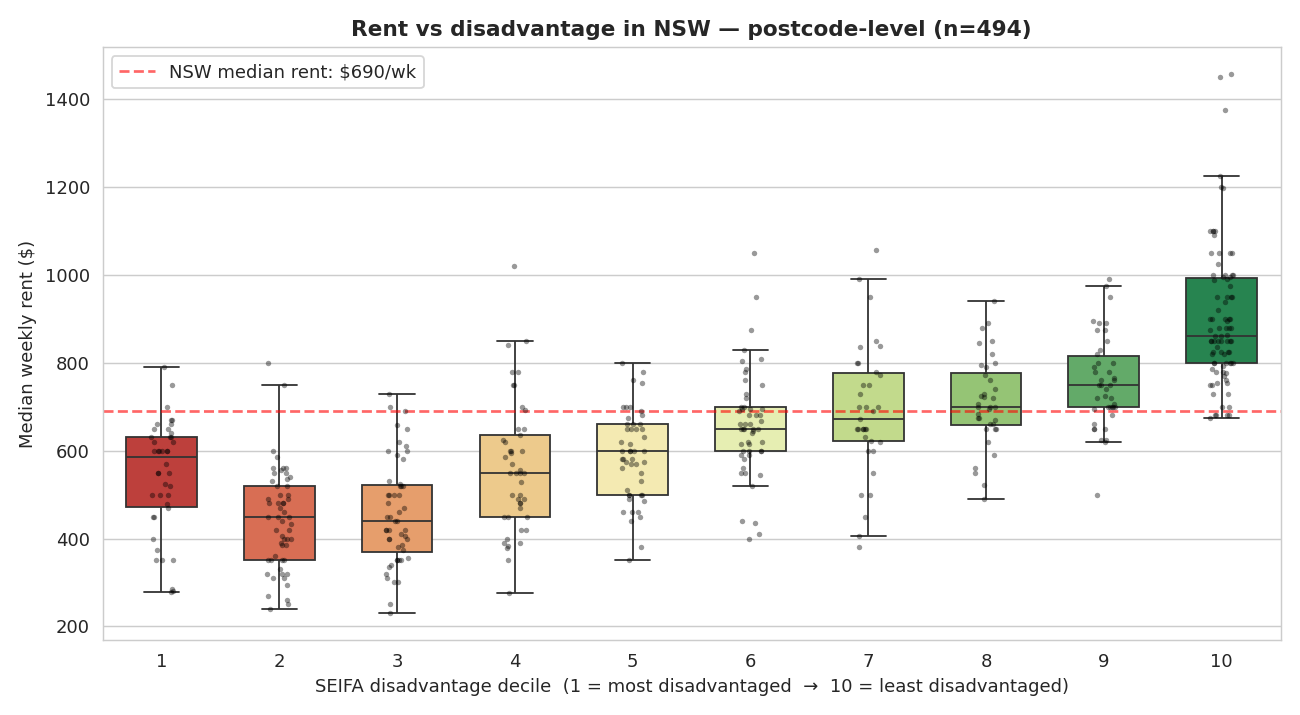 Rent vs disadvantage in NSW — postcode-level (n=494)
NSW median rent: $690/wk
Median weekly rent ($)
1400
1200
1000
800
600
400
200
1 2 3 4 5 6 7 8 9 10
SEIFA disadvantage decile (1 = most disadvantaged → 10 = least disadvantaged)